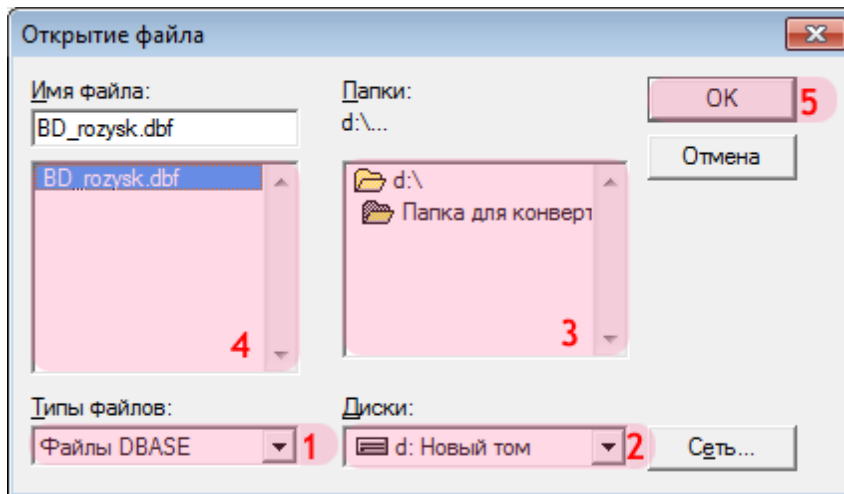 Открытие файла
Имя файла:
BD_rozysk.dbf
BD_rozysk.dbf
4
Папки:
d:\...
d:\
Папка для конверт
3
OK
5
Отмена
Типы файлов:
Файлы DBASE
1
Диски:
d: Новый том
2
Сеть...